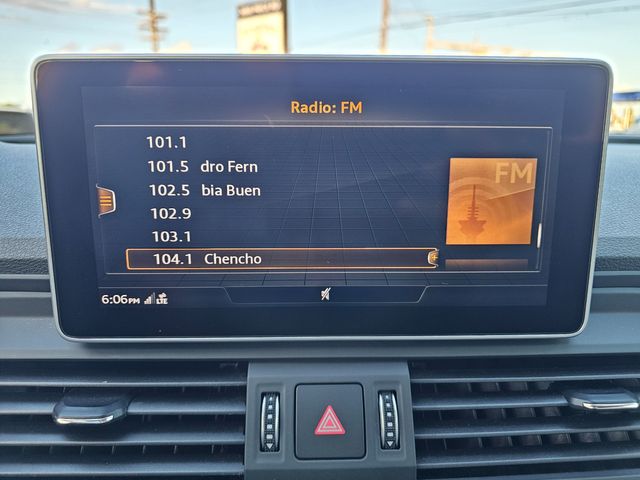 Radio: FM
101.1
101.5 dro Fern
102.5 bia Buen
102.9
103.1
104.1 Chencho
FM
6:06PM LTE